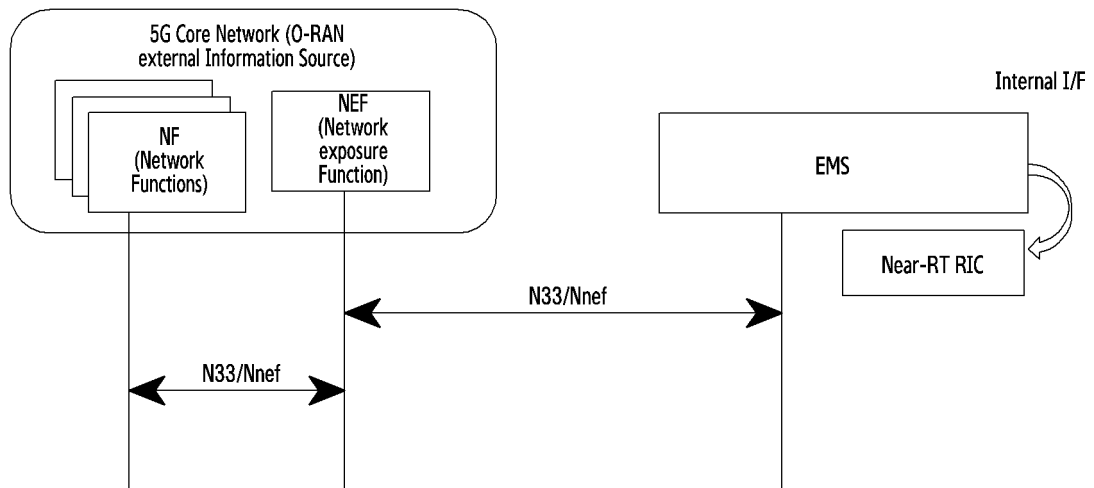 5G Core Network (O-RAN
external Information Source)
NF
(Network
Functions)
NEF
(Network
exposure
Function)
Internal I/F
EMS
Near-RT RIC
N33/Nnef
N33/Nnef